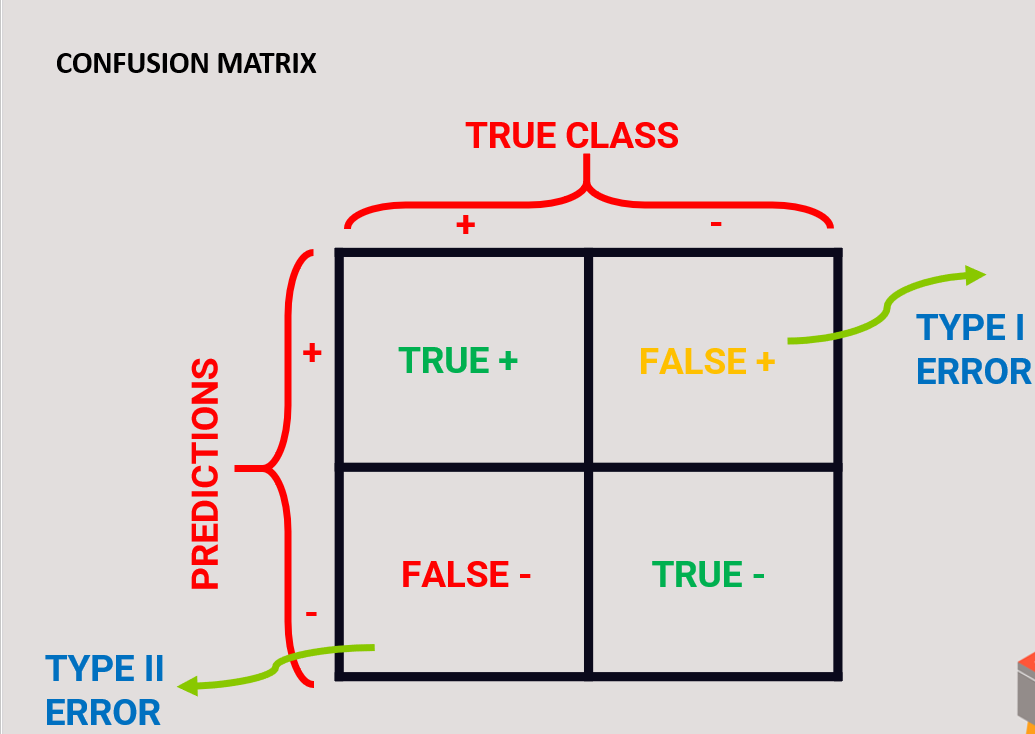 CONFUSION MATRIX
TRUE CLASS
+ -
PREDICTIONS
+
TRUE +
FALSE +
TYPE I
ERROR
-
FALSE -
TRUE -
TYPE II
ERROR